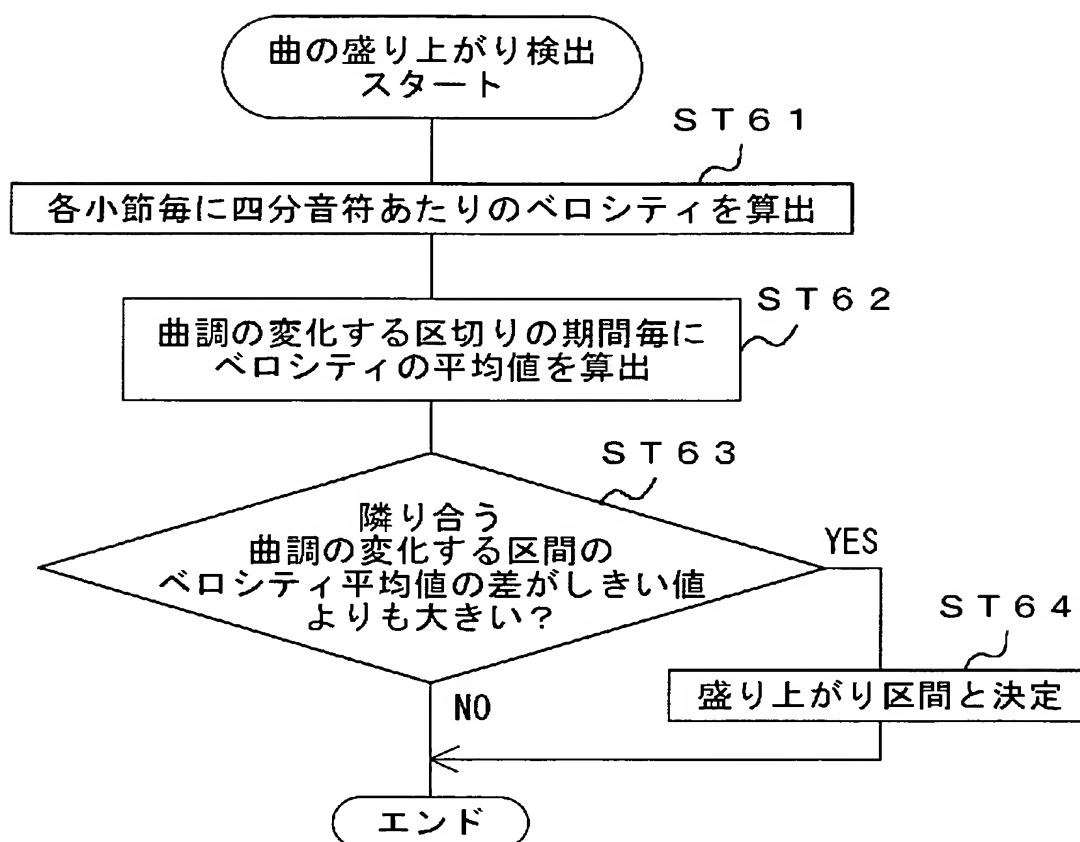 曲の盛り上がり検出
スタート
ST61
各小節毎に四分音符あたりのベロシティを算出
ST62
曲調の変化する区切りの期間毎に
ベロシティの平均値を算出
ST63
隣り合う
曲調の変化する区間の
ベロシティ平均値の差がしきい値
よりも大きい?
YES
ST64
盛り上がり区間と決定
NO
エンド